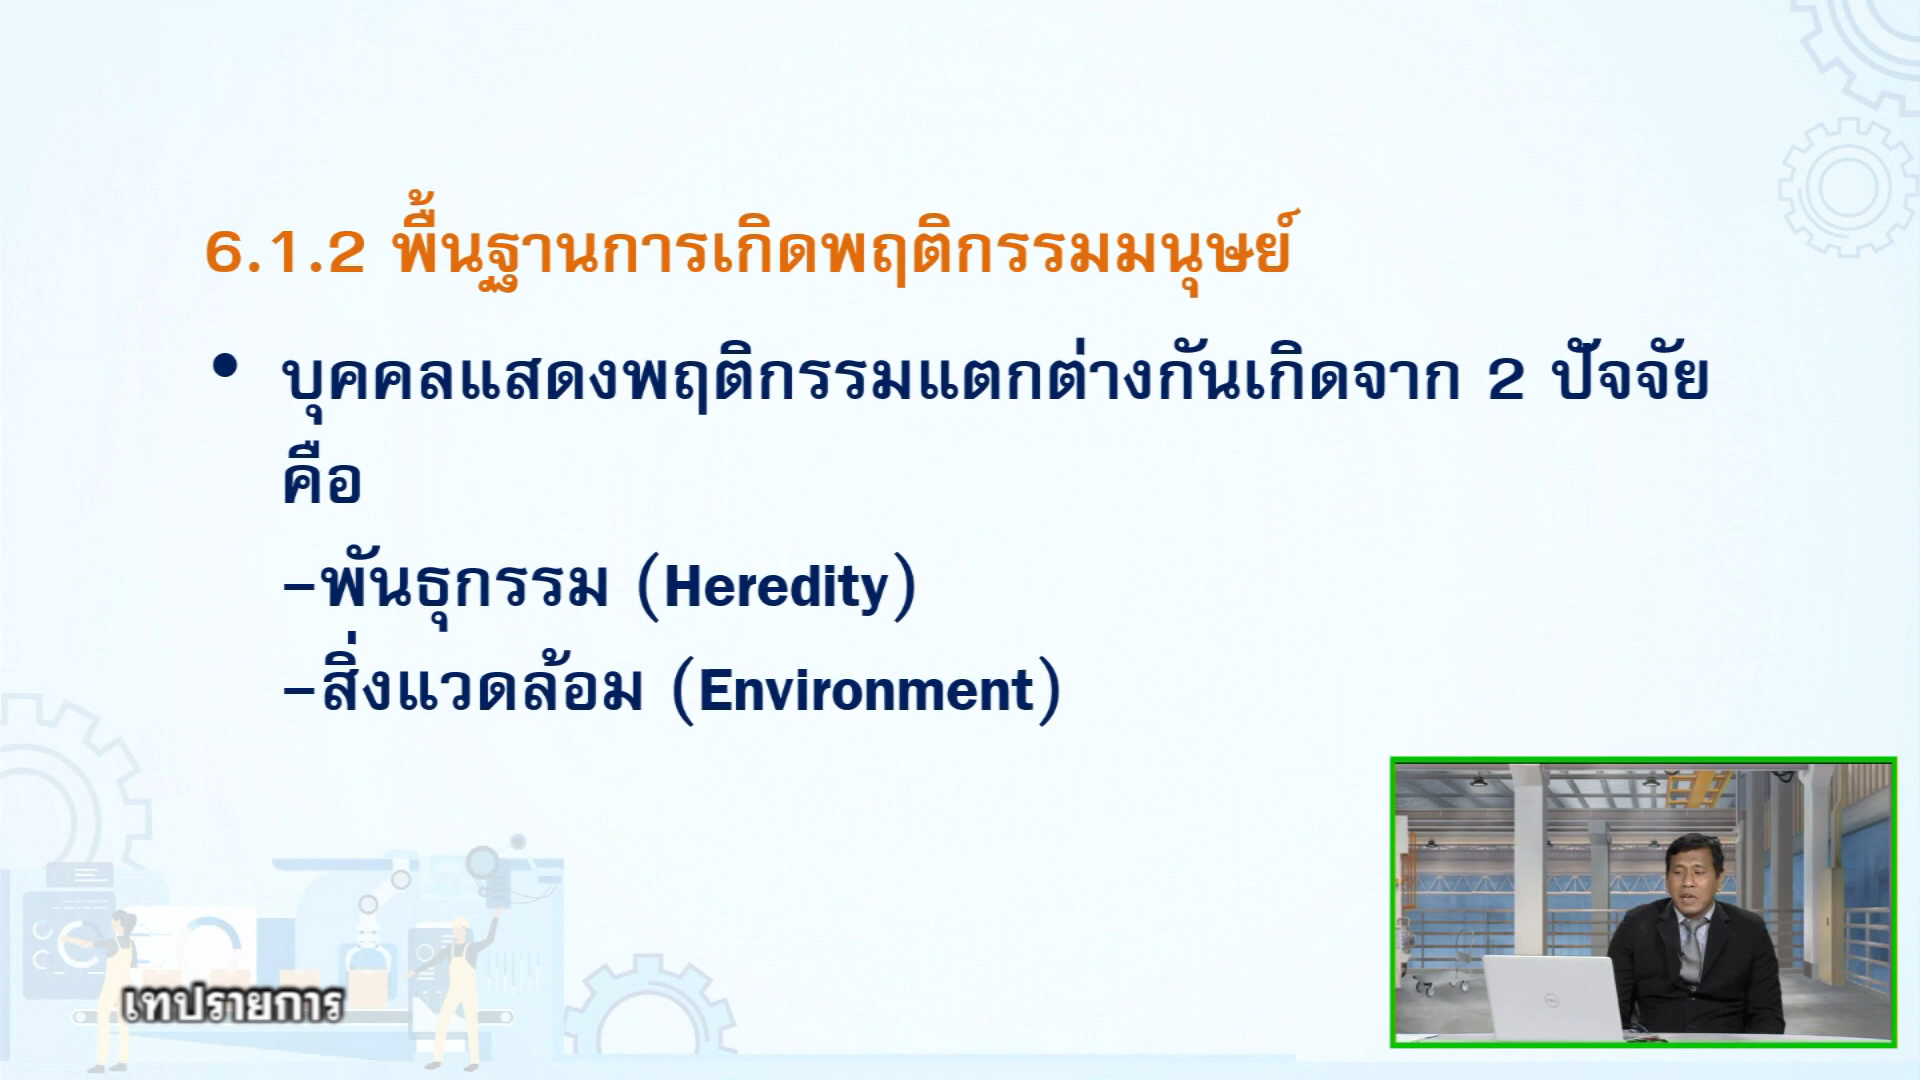 6.1.2 พื้นฐานการเกิดพฤติกรรมมนุษย์
• บุคคลแสดงพฤติกรรมแตกต่างกันเกิดจาก 2 ปัจจัย
คือ
-พันธุกรรม (Heredity)
-สิ่งแวดล้อม (Environment)
เทปรายการ